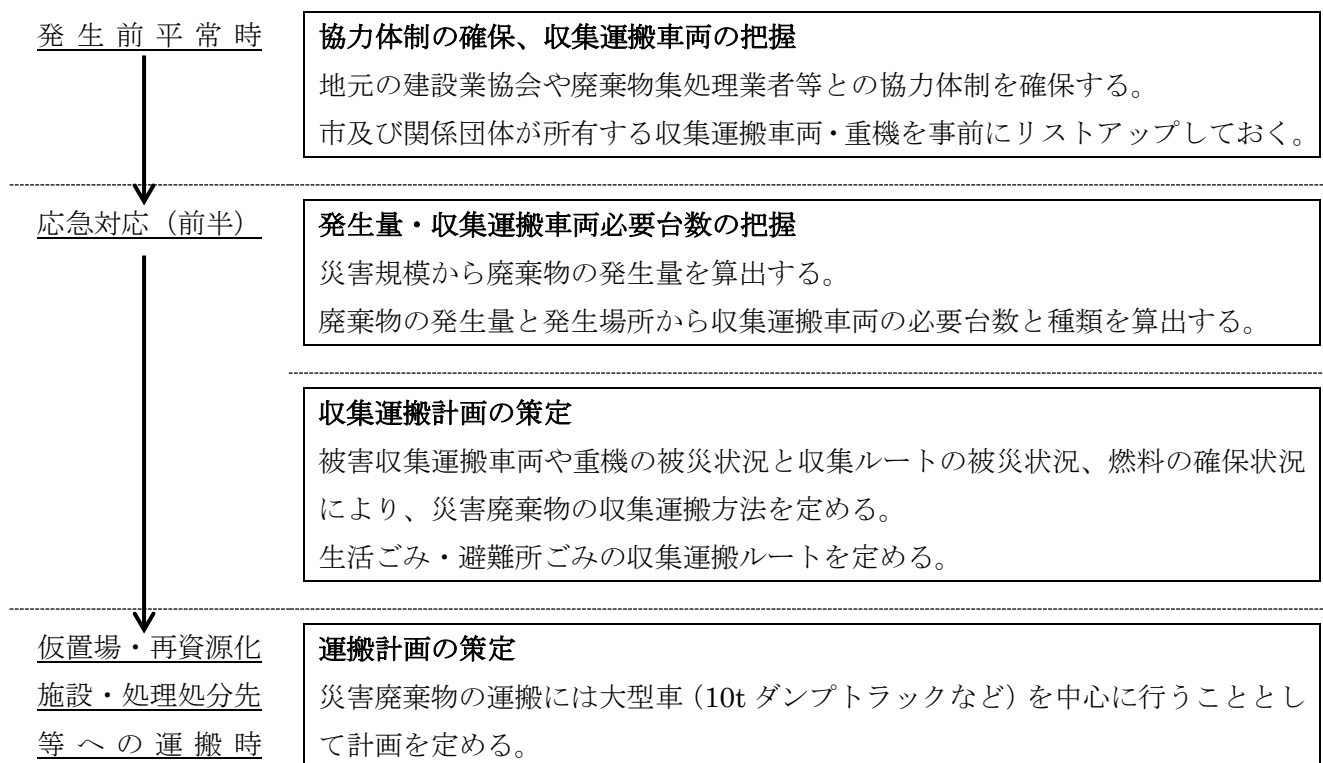 発生前平常時
協力体制の確保、収集運搬車両の把握
地元の建設業協会や廃棄物集処理業者等との協力体制を確保する。
市及び関係団体が所有する収集運搬車両・重機を事前にリストアップしておく。
応急対応（前半）
発生量・収集運搬車両必要台数の把握
災害規模から廃棄物の発生量を算出する。
廃棄物の発生量と発生場所から収集運搬車両の必要台数と種類を算出する。
収集運搬計画の策定
被害収集運搬車両や重機の被災状況と収集ルートの被災状況、燃料の確保状況
により、災害廃棄物の収集運搬方法を定める。
生活ごみ・避難所ごみの収集運搬ルートを定める。
仮置場・再資源化
施設・処理処分先
等への運搬時
運搬計画の策定
災害廃棄物の運搬には大型車（10t ダンプトラックなど）を中心に行うこととし
て計画を定める。